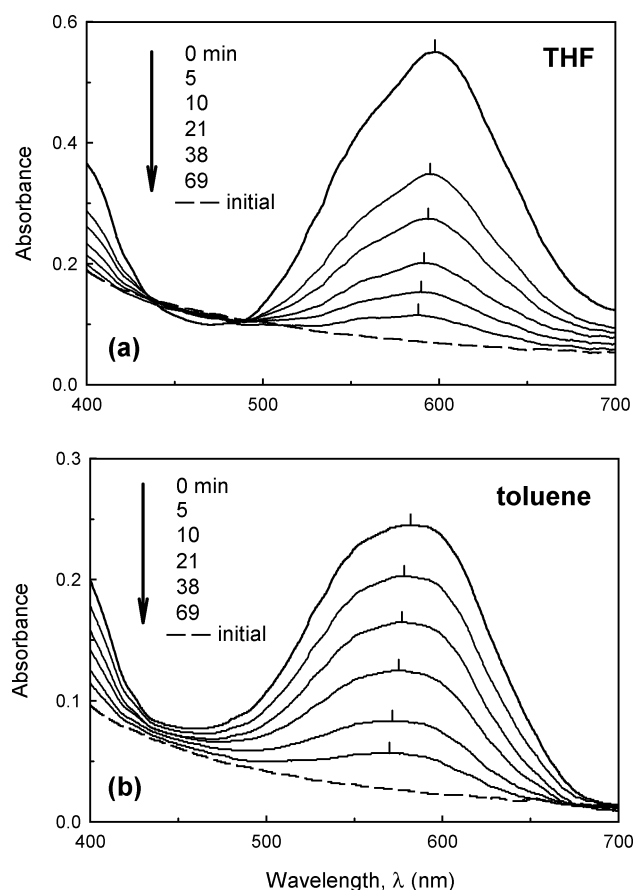 0.6
0 min
THF
5
10
21
0.4
38
69
initial
Absorbance
0.2
(a)
0.0
400
500
600
700
0.3
0 min
toluene
5
10
21
0.2
38
69
initial
Absorbance
0.1
(b)
0.0
400
500
600
700
Wavelength, λ (nm)